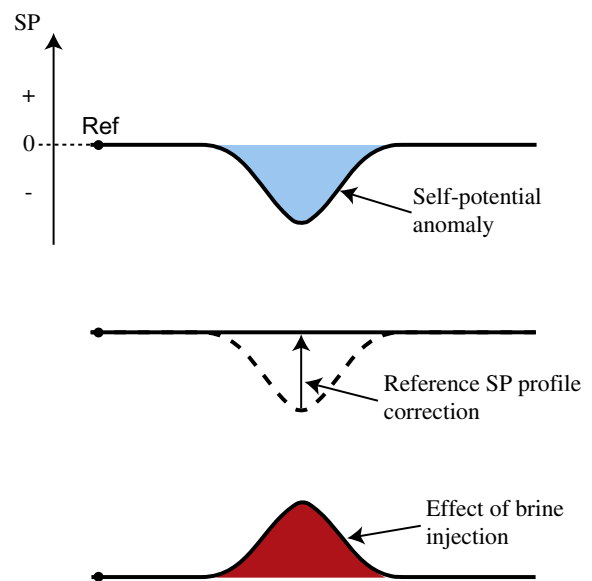 SP
+
Ref
0
-
Self-potential
anomaly
Reference SP profile
correction
Effect of brine
injection